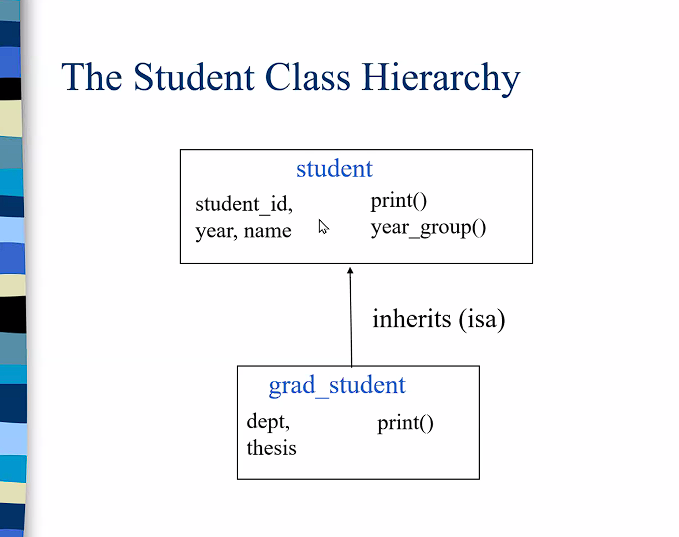 The Student Class Hierarchy
student
student_id,
year, name
print()
year_group()
inherits (isa)
grad_student
dept,
thesis
print()